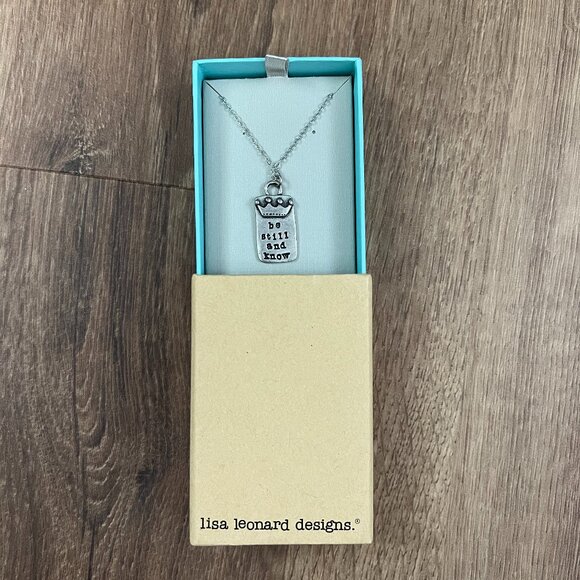 be
still
and
know
lisa leonard designs.®